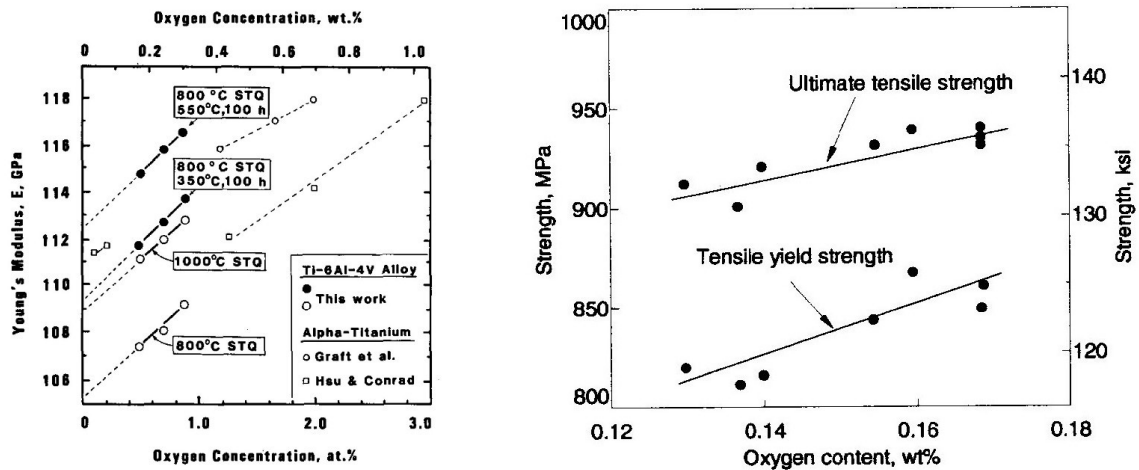 Oxygen Concentration, wt.%
0 0.2 0.4 0.6 0.8 1.0
Young's Modulus, E, GPa
118
116
114
112
110
108
106
800 °C STQ
550°C,100 h
800 °C STQ
350°C,100 h
1000°C STQ
800°C STQ
Ti-6Al-4V Alloy
This work
Alpha-Titanium
Graft et al.
Hsu & Conrad
0 1.0 2.0 3.0
Oxygen Concentration, at.%
Strength, MPa
1000
950
900
850
800
Ultimate tensile strength
Tensile yield strength
140
130
120
Strength, ksi
0.12 0.14 0.16 0.18
Oxygen content, wt%